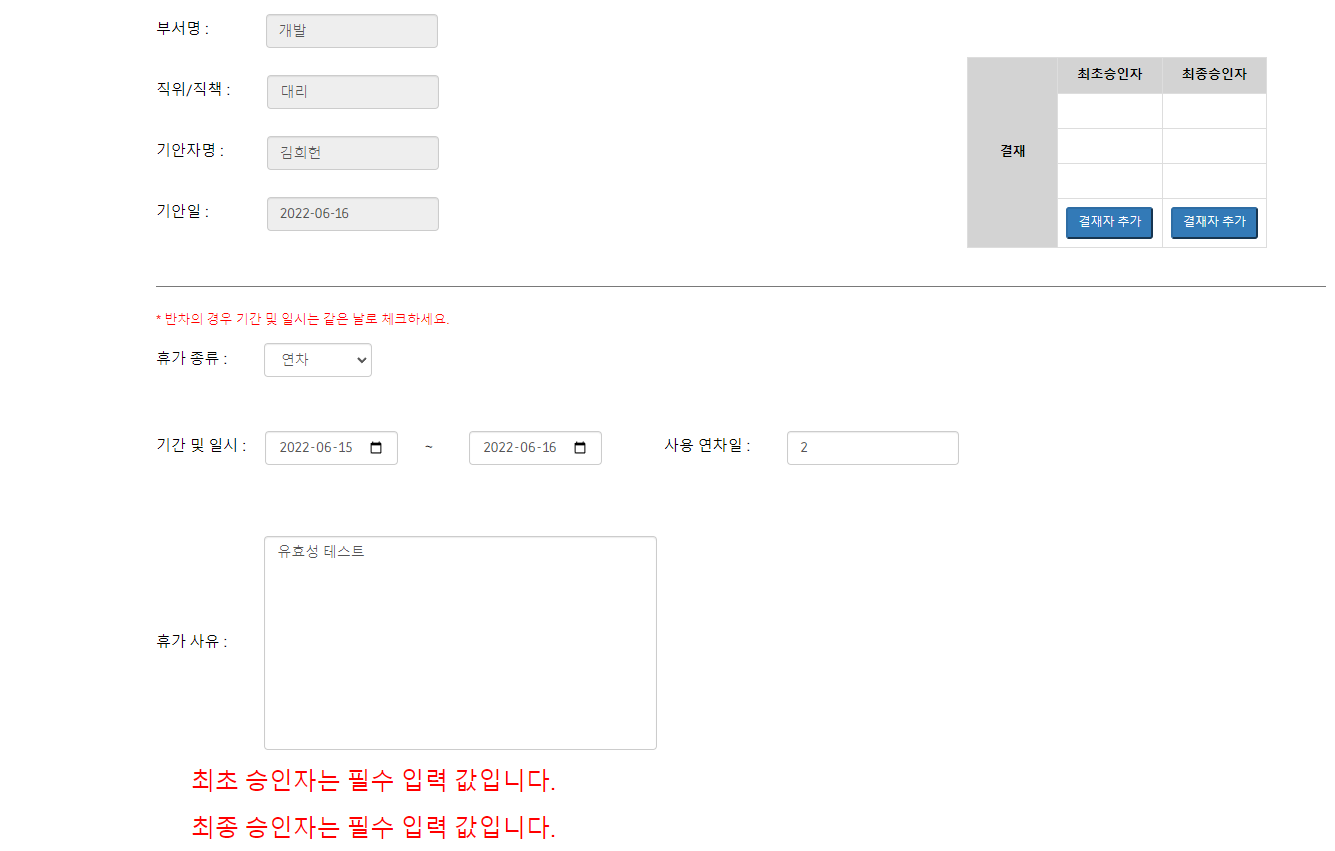 부서명 : 개발
직위/직책 : 대리
기안자명 : 김희헌
기안일 : 2022-06-16
최초승인자 최종승인자
결재
결재자 추가 결재자 추가
* 반차의 경우 기간 및 일시는 같은 날로 체크하세요.
휴가 종류 : 연차
기간 및 일시 : 2022-06-15 ~ 2022-06-16 사용 연차일 : 2
유효성 테스트
휴가 사유 :
최초 승인자는 필수 입력 값입니다.
최종 승인자는 필수 입력 값입니다.